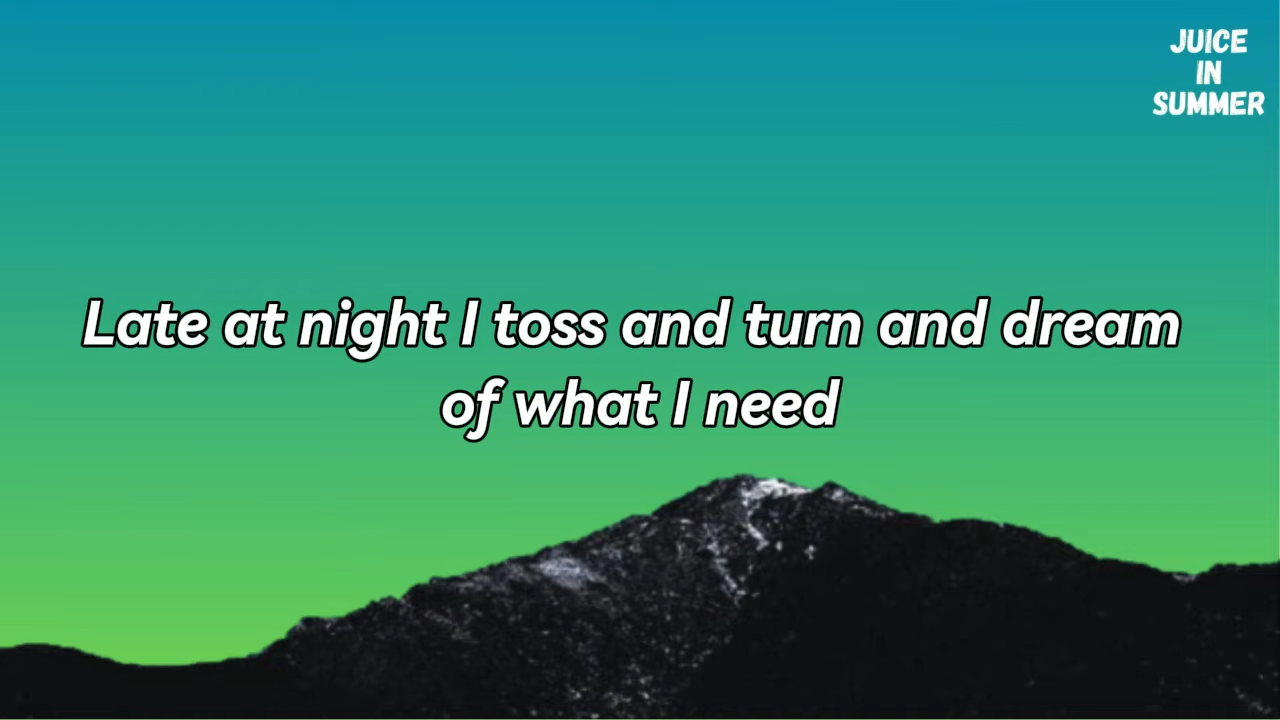 JUICE
IN
SUMMER
Late at night I toss and turn and dream
of what I need